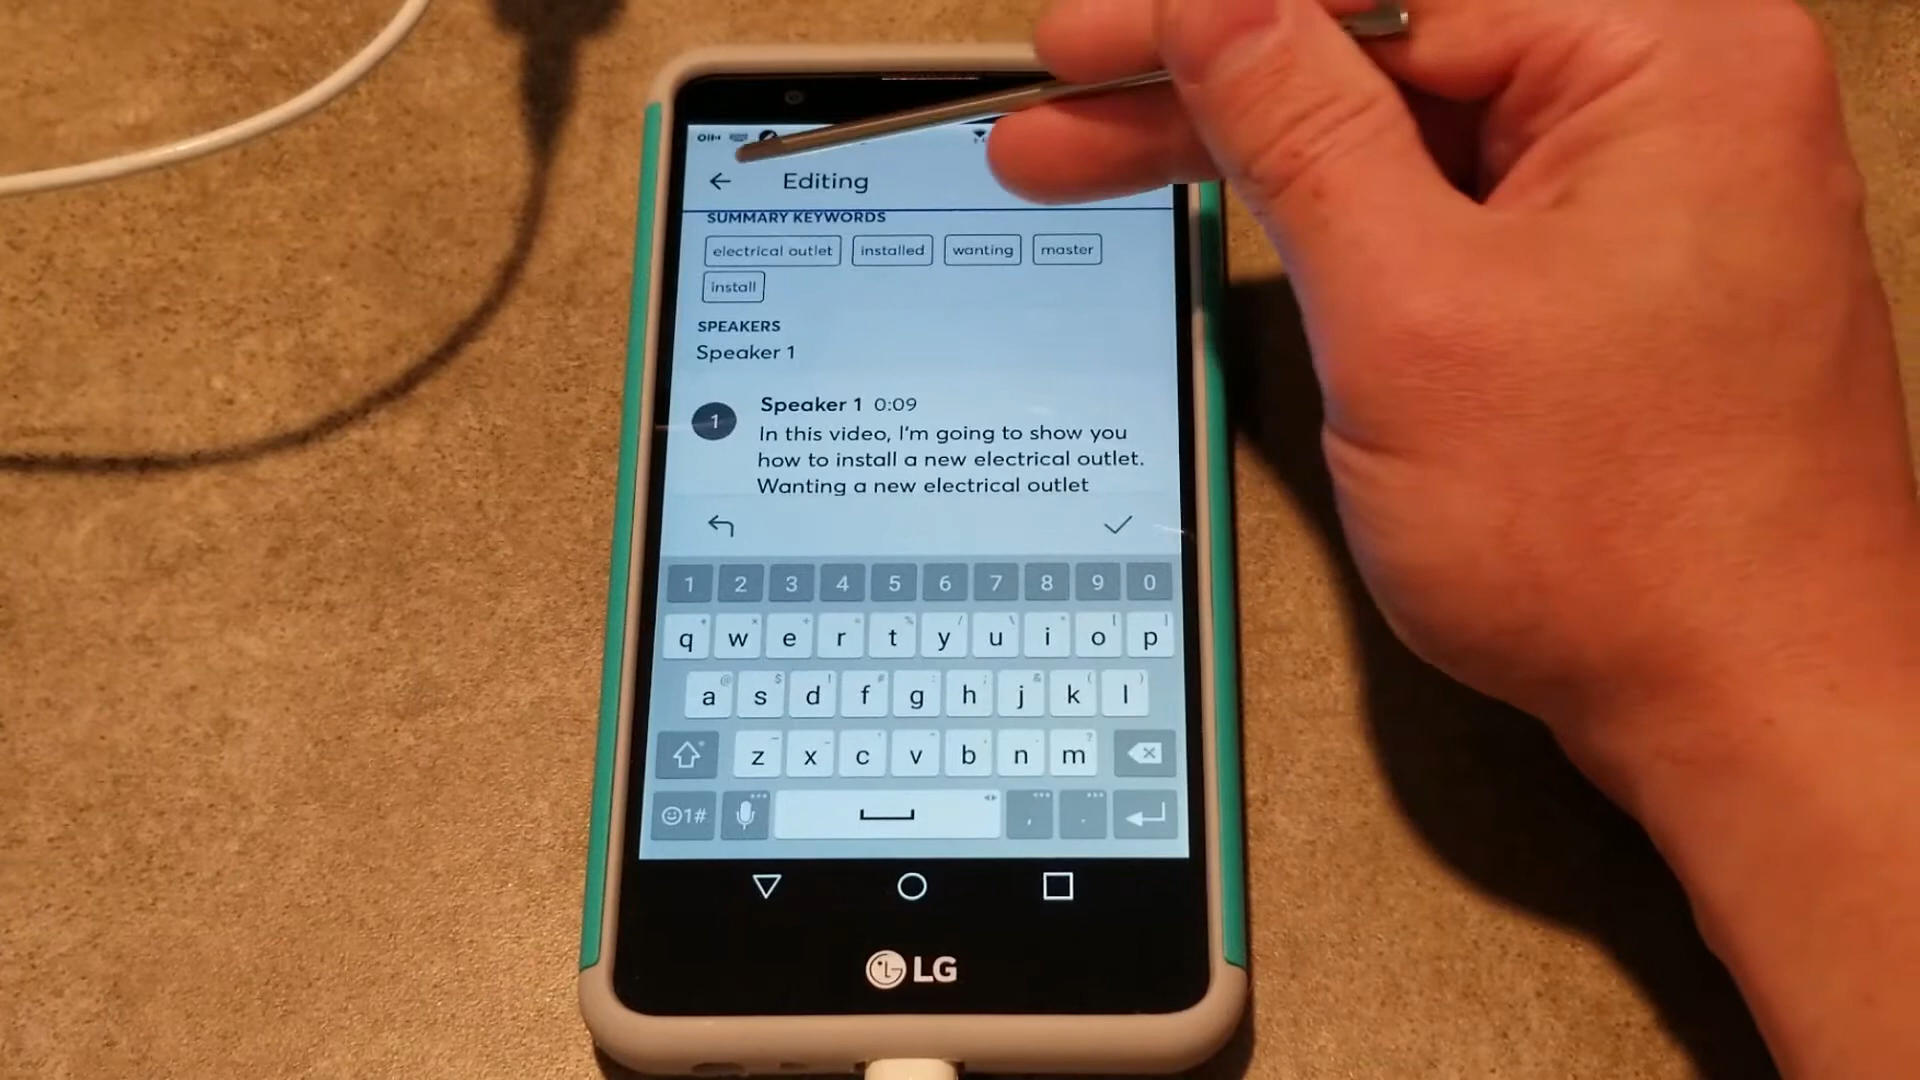 Editing
SUMMARY KEYWORDS
electrical outlet installed wanting master
install
SPEAKERS
Speaker 1
Speaker 1 0:09
1
In this video, I'm going to show you
how to install a new electrical outlet.
Wanting a new electrical outlet
1 2 3 4 5 6 7 8 9 0
q w e r t y u i o p
a s d f g h j k l
z x c v b n m
1# , .
LG